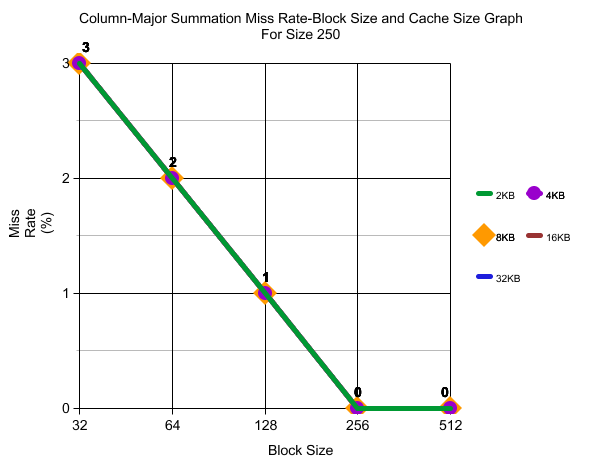 Column-Major Summation Miss Rate-Block Size and Cache Size Graph
For Size 250
3
3
2
2
1
1
0
0
0
Miss
Rate
(%)
32
64
128
256
512
Block Size
2KB
4KB
8KB
16KB
32KB